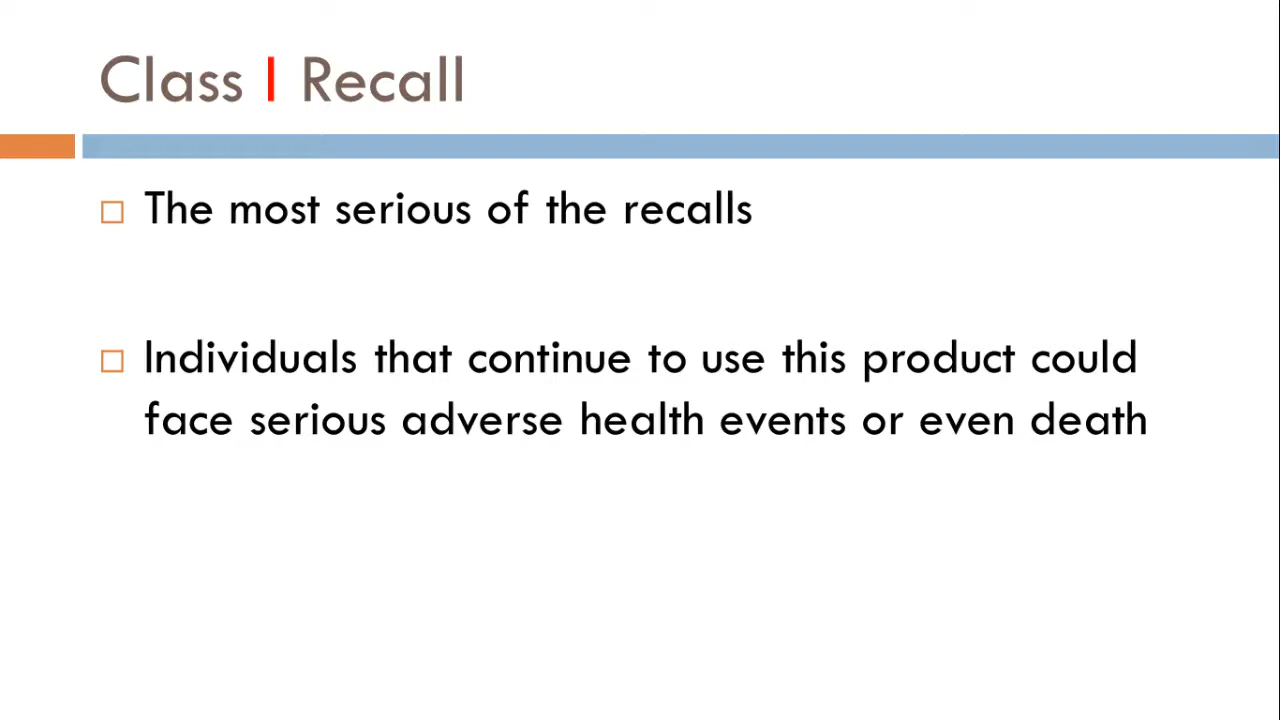 Class I Recall
The most serious of the recalls
Individuals that continue to use this product could
face serious adverse health events or even death